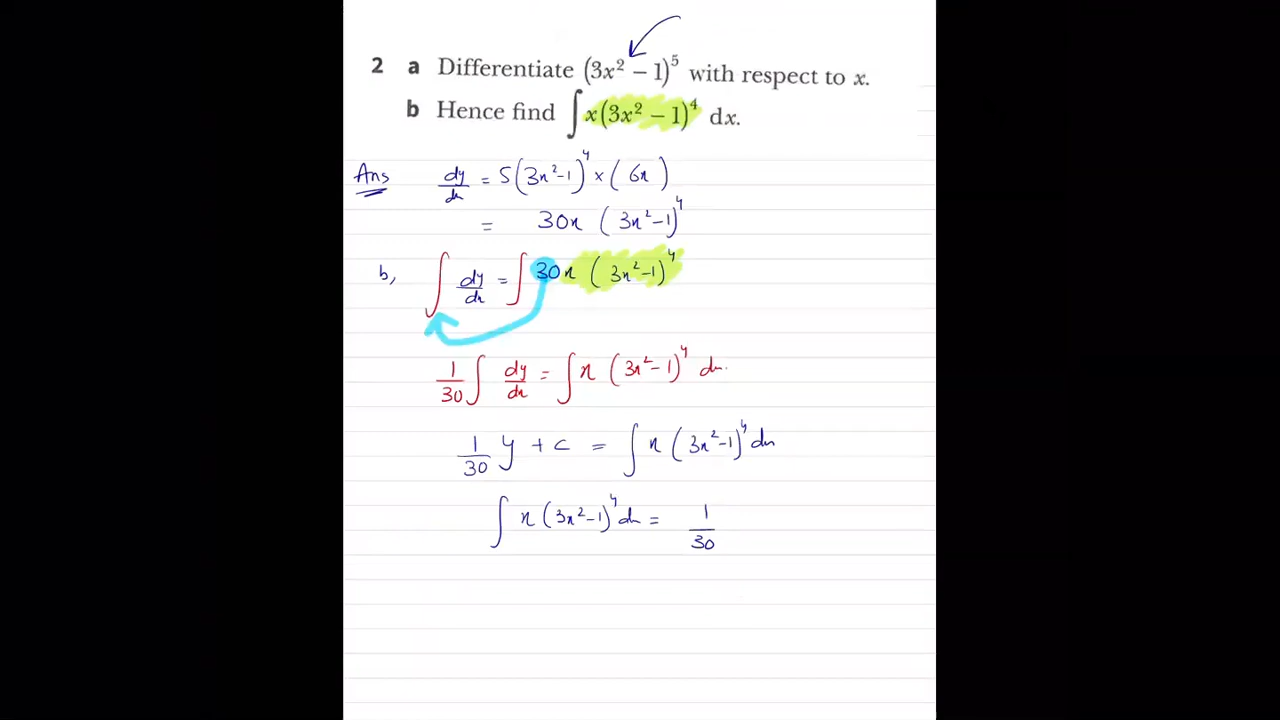 2 a Differentiate (3x² − 1)⁵ with respect to x.
b Hence find ∫x(3x² − 1)⁴ dx.
Ans dy/dx = 5(3x²-1)⁴ × (6x)
= 30x (3x²-1)⁴
b, ∫ dy/dx = ∫ 30x (3x²-1)⁴
1/30 ∫ dy/dx = ∫ x (3x²-1)⁴ dx.
1/30 y + c = ∫ x (3x²-1)⁴ dx
∫ x (3x²-1)⁴ dx = 1/30